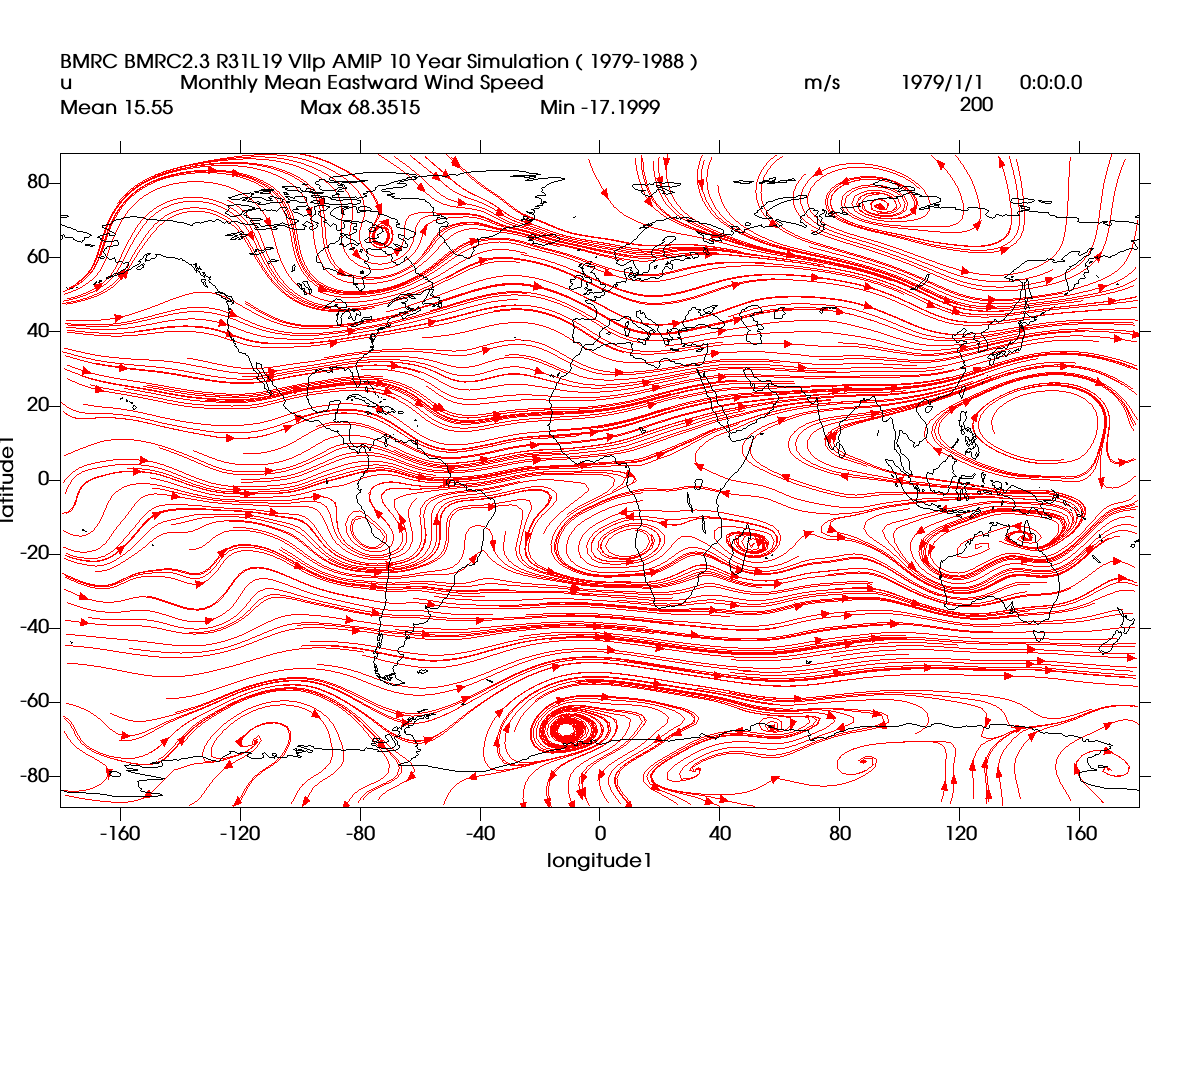 BMRC BMRC2.3 R31L19 VIIp AMIP 10 Year Simulation ( 1979-1988 )
u Monthly Mean Eastward Wind Speed m/s 1979/1/1 0:0:0.0
Mean 15.55 Max 68.3515 Min -17.1999 200
80
60
40
20
0
-20
-40
-60
-80
latitude1
-160 -120 -80 -40 0 40 80 120 160
longitude1